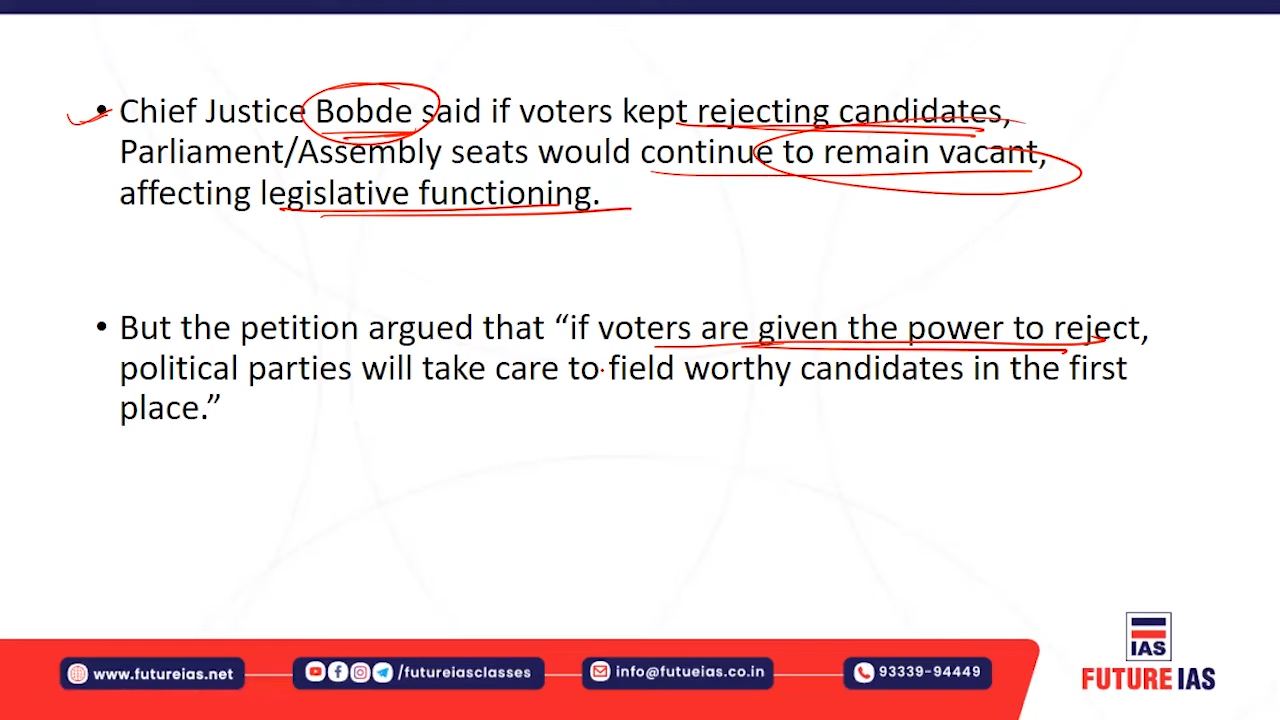 • Chief Justice Bobde said if voters kept rejecting candidates,
Parliament/Assembly seats would continue to remain vacant,
affecting legislative functioning.
• But the petition argued that “if voters are given the power to reject,
political parties will take care to field worthy candidates in the first
place.”
IAS
www.futureias.net
/futureiasclasses
info@futueias.co.in
93339-94449
FUTURE IAS